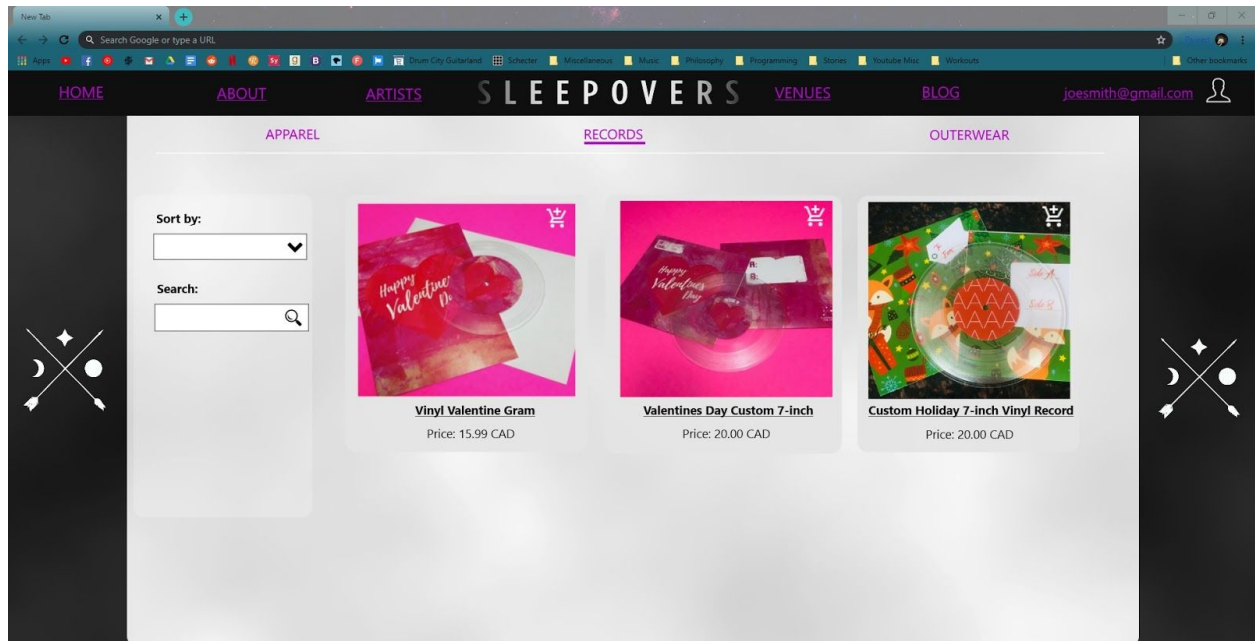 New Tab
Search Google or type a URL
Apps Sy g B Drum City Guitarland Schecter Miscellaneous Music Philosophy Programming Stories Youtube Misc Workouts Other bookmarks
HOME ABOUT ARTISTS SLEEPOVERS VENUES BLOG joesmith@gmail.com
APPAREL RECORDS OUTERWEAR
Sort by:
Search:
Happy
Valentine
Happy
Valentines
Day
A:
B:
Side A
Side B
Vinyl Valentine Gram
Price: 15.99 CAD
Valentines Day Custom 7-inch
Price: 20.00 CAD
Custom Holiday 7-inch Vinyl Record
Price: 20.00 CAD